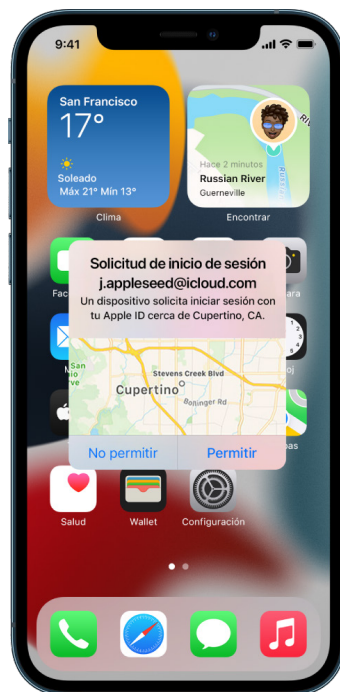 9:41
San Francisco
17°
Soleado
Máx 21° Mín 13°
Clima
Hace 2 minutos
Russian River
Guerneville
Encontrar
Solicitud de inicio de sesión
j.appleseed@icloud.com
Un dispositivo solicita iniciar sesión con
tu Apple ID cerca de Cupertino, CA.
San
Stevens Creek Blvd
Cupertino
Bollinger Rd
No permitir
Permitir
Salud
Wallet
Configuración